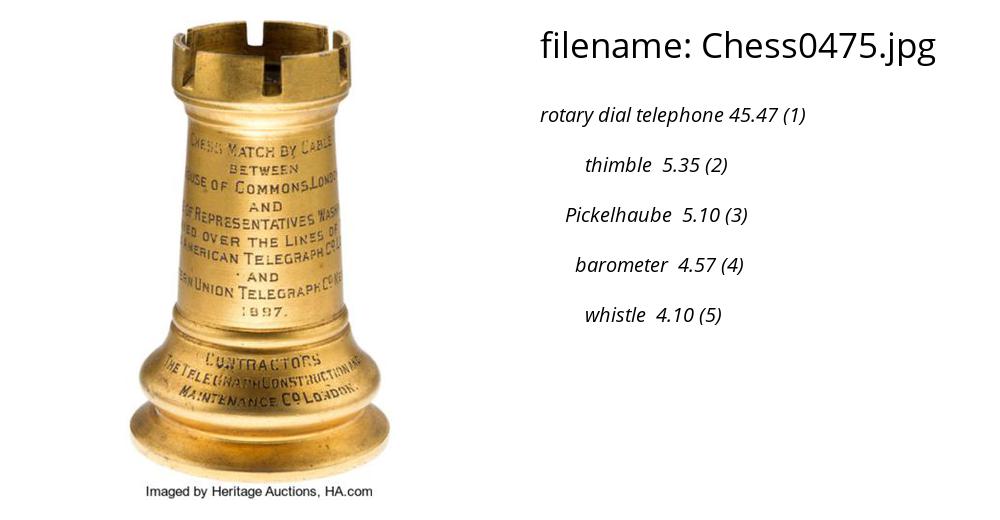 CHESS MATCH BY CABLE
BETWEEN
OUSE OF COMMONS, LONDO
AND
OF REPRESENTATIVES WASH
ED OVER THE LINES OF
AMERICAN TELEGRAPH Co.
AND
ERN UNION TELEGRAPH Co.
1897.
CONTRACTORS
THE TELEGRAPH CONSTRUCTION AND
MAINTENANCE Co. LONDON.
Imaged by Heritage Auctions, HA.com
filename: Chess0475.jpg
rotary dial telephone 45.47 (1)
thimble 5.35 (2)
Pickelhaube 5.10 (3)
barometer 4.57 (4)
whistle 4.10 (5)